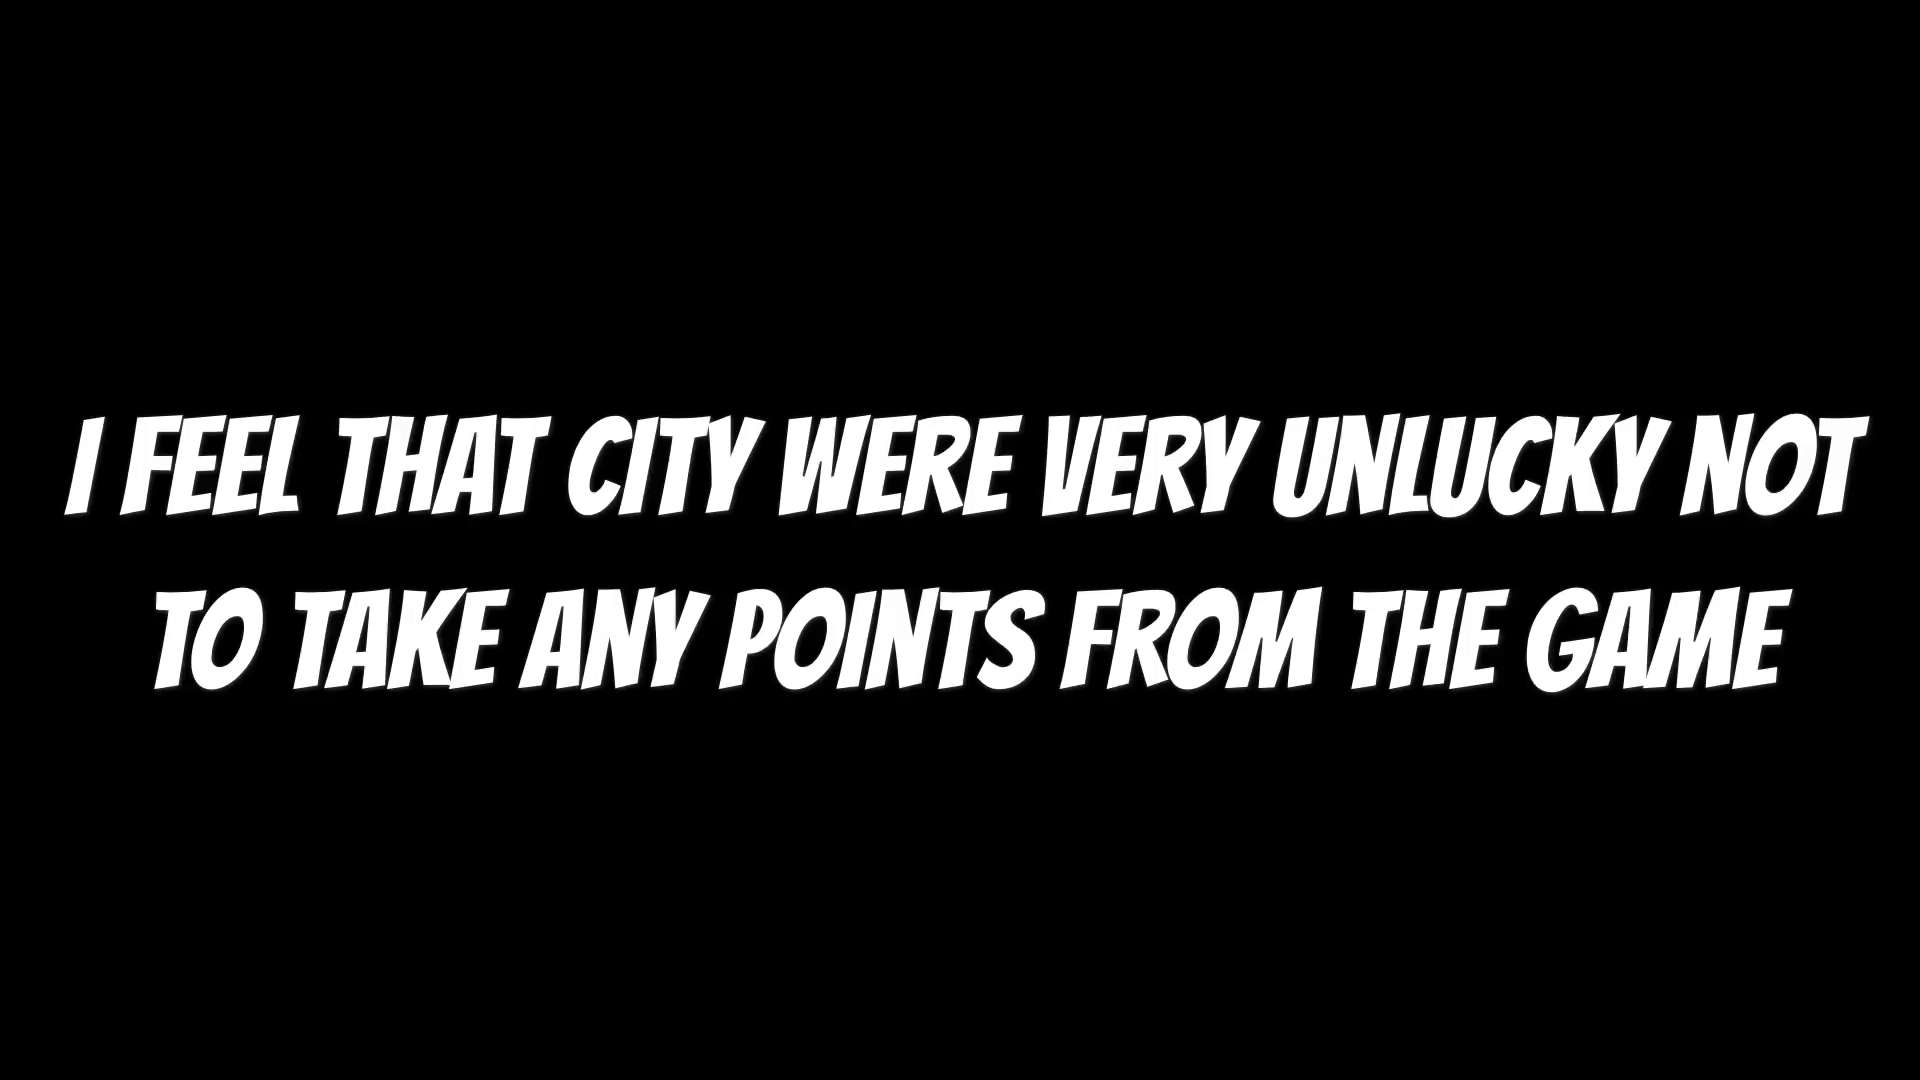 I FEEL THAT CITY WERE VERY UNLUCKY NOT
TO TAKE ANY POINTS FROM THE GAME